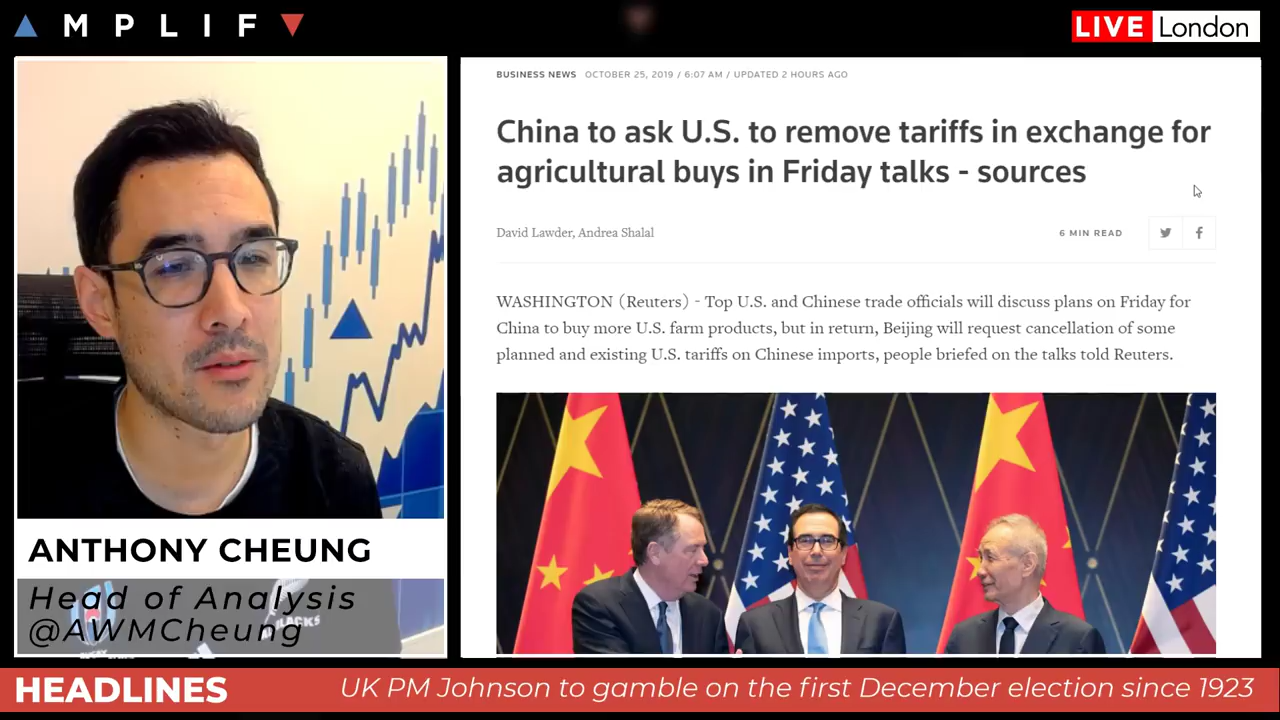 AMPLIFY
LIVE London
BUSINESS NEWS OCTOBER 25, 2019 / 6:07 AM / UPDATED 2 HOURS AGO
China to ask U.S. to remove tariffs in exchange for
agricultural buys in Friday talks - sources
David Lawder, Andrea Shalal
6 MIN READ
WASHINGTON (Reuters) - Top U.S. and Chinese trade officials will discuss plans on Friday for
China to buy more U.S. farm products, but in return, Beijing will request cancellation of some
planned and existing U.S. tariffs on Chinese imports, people briefed on the talks told Reuters.
ANTHONY CHEUNG
Head of Analysis
@AWMCheung
HEADLINES
UK PM Johnson to gamble on the first December election since 1923